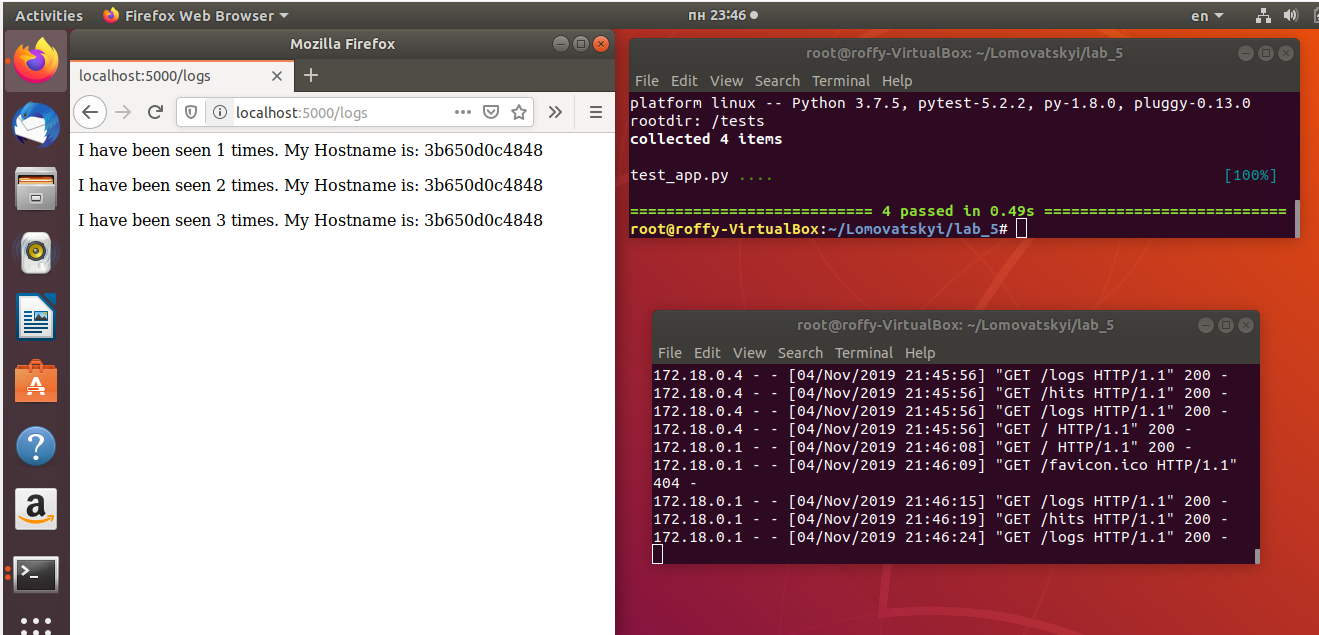 Activities
Firefox Web Browser
пн 23:46
en
Mozilla Firefox
localhost:5000/logs
localhost:5000/logs
I have been seen 1 times. My Hostname is: 3b650d0c4848
I have been seen 2 times. My Hostname is: 3b650d0c4848
I have been seen 3 times. My Hostname is: 3b650d0c4848
root@roffy-VirtualBox: ~/Lomovatskyi/lab_5
File Edit View Search Terminal Help
platform linux -- Python 3.7.5, pytest-5.2.2, py-1.8.0, pluggy-0.13.0
rootdir: /tests
collected 4 items
test_app.py .... [100%]
=========================== 4 passed in 0.49s ===========================
root@roffy-VirtualBox:~/Lomovatskyi/lab_5#
root@roffy-VirtualBox: ~/Lomovatskyi/lab_5
File Edit View Search Terminal Help
172.18.0.4 - - [04/Nov/2019 21:45:56] "GET /logs HTTP/1.1" 200 -
172.18.0.4 - - [04/Nov/2019 21:45:56] "GET /hits HTTP/1.1" 200 -
172.18.0.4 - - [04/Nov/2019 21:45:56] "GET /logs HTTP/1.1" 200 -
172.18.0.4 - - [04/Nov/2019 21:45:56] "GET / HTTP/1.1" 200 -
172.18.0.1 - - [04/Nov/2019 21:46:08] "GET / HTTP/1.1" 200 -
172.18.0.1 - - [04/Nov/2019 21:46:09] "GET /favicon.ico HTTP/1.1"
404 -
172.18.0.1 - - [04/Nov/2019 21:46:15] "GET /logs HTTP/1.1" 200 -
172.18.0.1 - - [04/Nov/2019 21:46:19] "GET /hits HTTP/1.1" 200 -
172.18.0.1 - - [04/Nov/2019 21:46:24] "GET /logs HTTP/1.1" 200 -